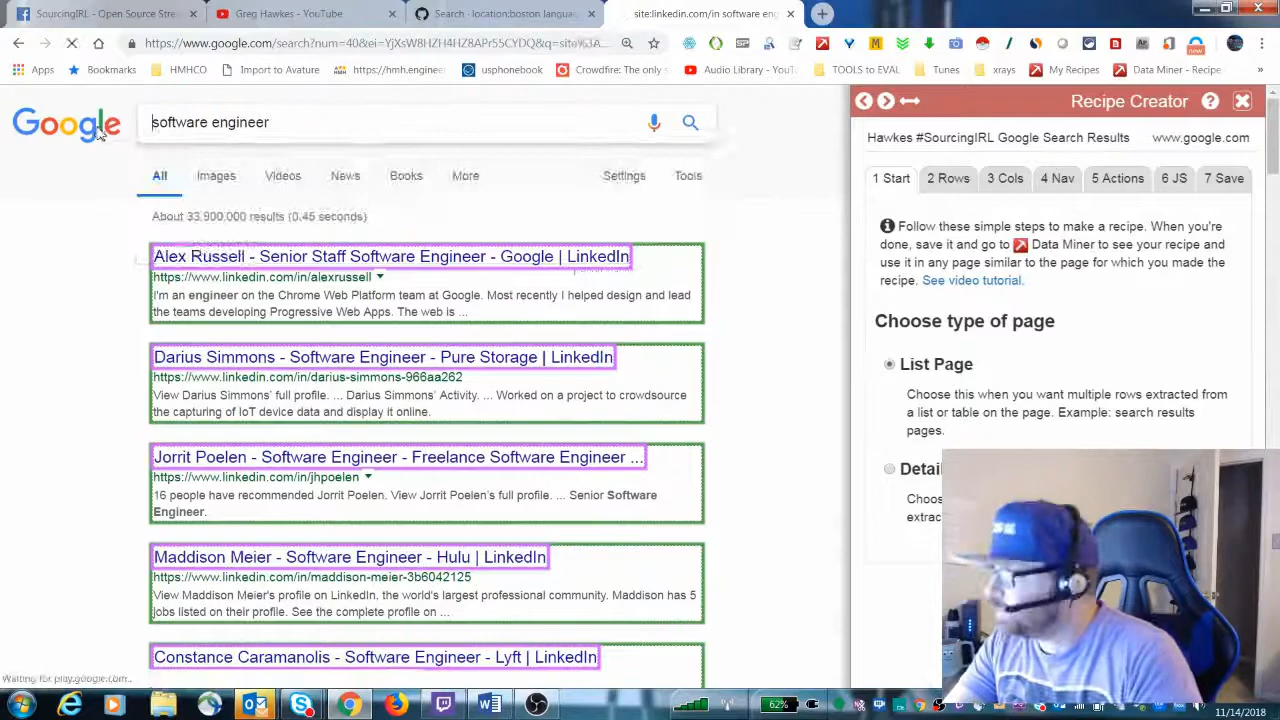 SourcingIRL - Open Source Stre
Greg Hawkes - YouTube
Search · location:boston languag
site:linkedin.com/in software eng
https://www.google.com/search?num=40&ei=
Apps
Bookmarks
HMHCO
Import to Avature
https://hmh.engage
usphonebook
Crowdfire: The only s
Audio Library - YouT
TOOLS to EVAL
Tunes
xrays
My Recipes
Data Miner - Recipe
new
Google
software engineer
All
Images
Videos
News
Books
More
Settings
Tools
About 33,900,000 results (0.45 seconds)
Alex Russell - Senior Staff Software Engineer - Google | LinkedIn
https://www.linkedin.com/in/alexrussell
I'm an engineer on the Chrome Web Platform team at Google. Most recently I helped design and lead
the teams developing Progressive Web Apps. The web is ...
Darius Simmons - Software Engineer - Pure Storage | LinkedIn
https://www.linkedin.com/in/darius-simmons-966aa262
View Darius Simmons' full profile. ... Darius Simmons' Activity. ... Worked on a project to crowdsource
the capturing of IoT device data and display it online.
Jorrit Poelen - Software Engineer - Freelance Software Engineer ...
https://www.linkedin.com/in/jhpoelen
16 people have recommended Jorrit Poelen. View Jorrit Poelen's full profile. ... Senior Software
Engineer.
Maddison Meier - Software Engineer - Hulu | LinkedIn
https://www.linkedin.com/in/maddison-meier-3b6042125
View Maddison Meier's profile on LinkedIn, the world's largest professional community. Maddison has 5
jobs listed on their profile. See the complete profile on ...
Constance Caramanolis - Software Engineer - Lyft | LinkedIn
Waiting for play.google.com...
Recipe Creator
Hawkes #SourcingIRL Google Search Results
www.google.com
1 Start
2 Rows
3 Cols
4 Nav
5 Actions
6 JS
7 Save
Follow these simple steps to make a recipe. When you're
done, save it and go to Data Miner to see your recipe and
use it in any page similar to the page for which you made the
recipe. See video tutorial.
Choose type of page
List Page
Choose this when you want multiple rows extracted from
a list or table on the page. Example: search results
pages.
Detai
Choos
extrac
62%
11/14/2018